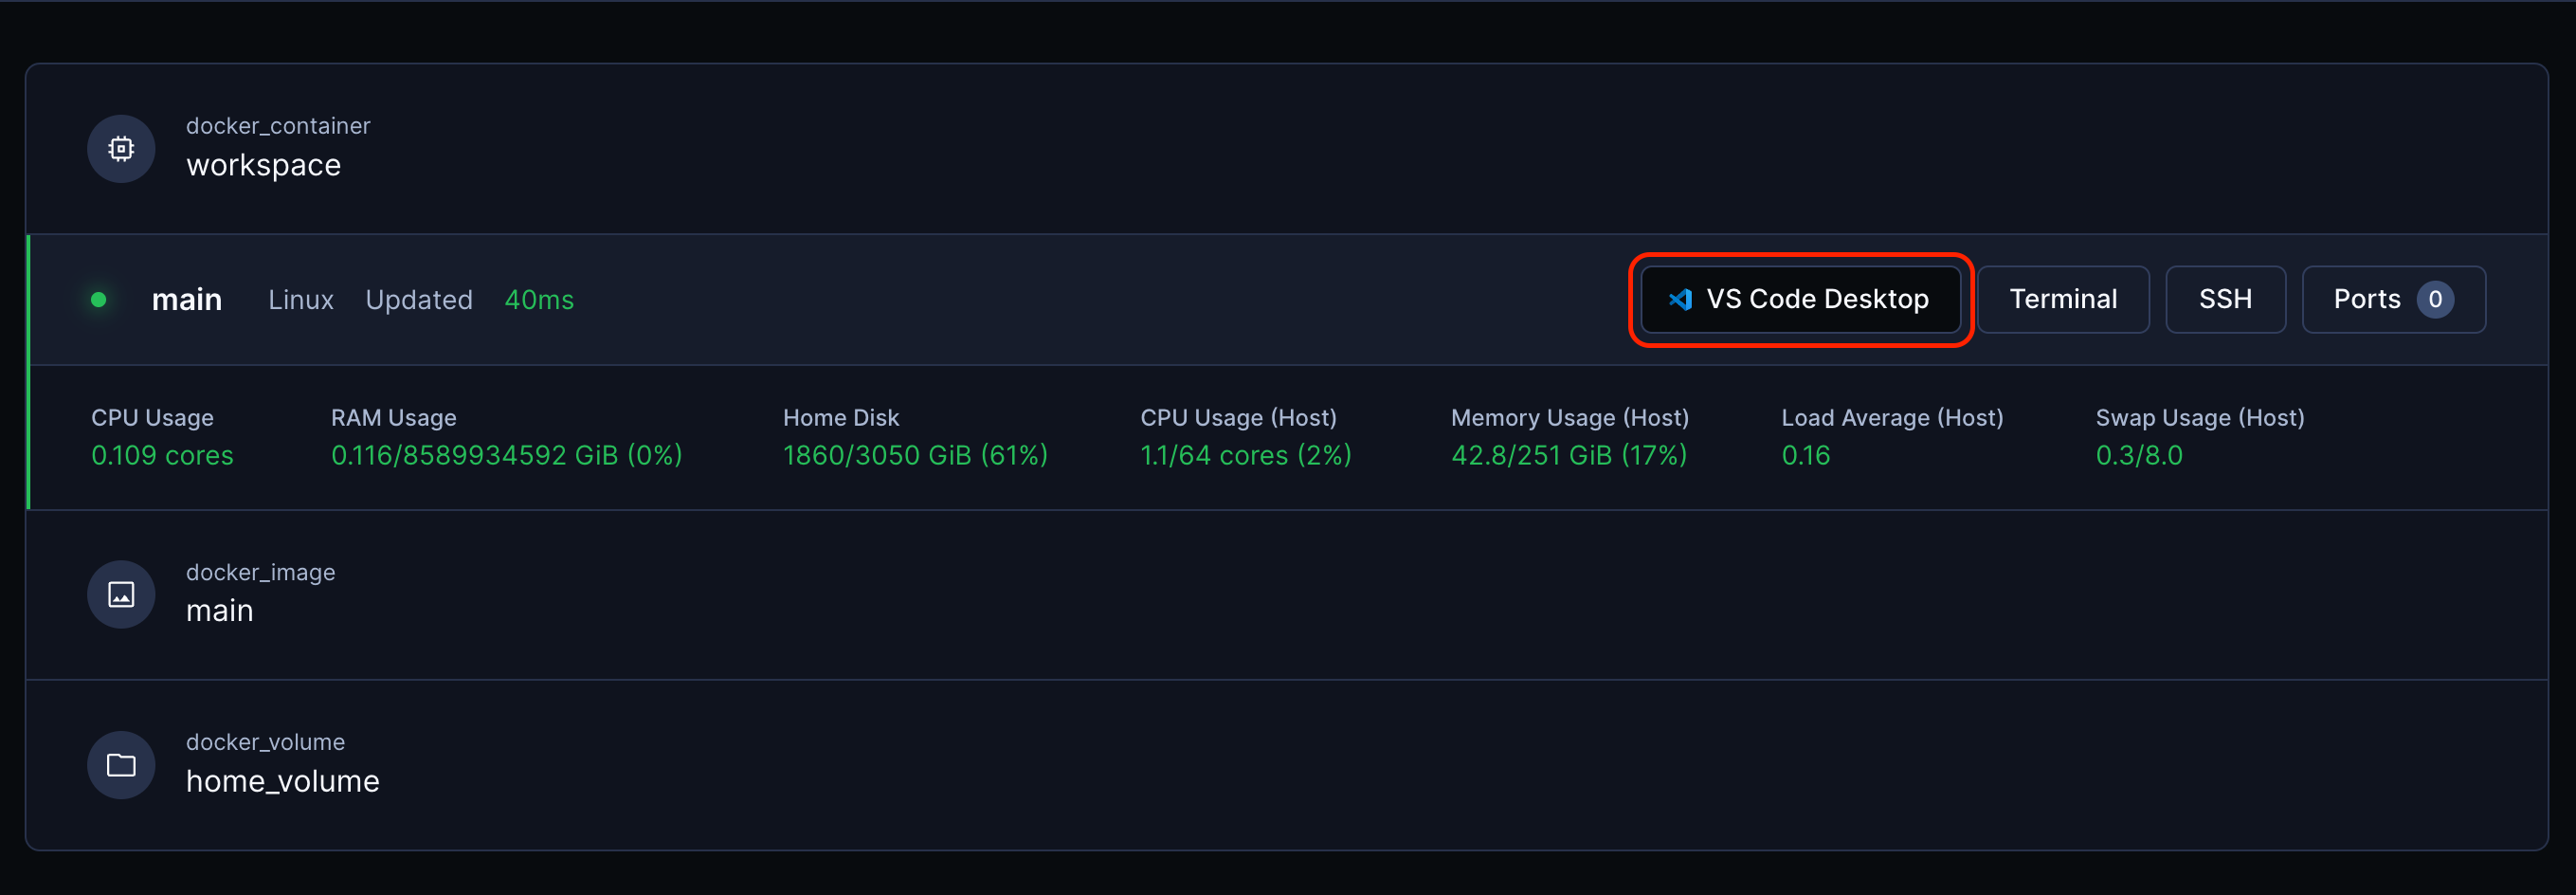 docker_container
workspace
main Linux Updated 40ms VS Code Desktop Terminal SSH Ports 0
CPU Usage RAM Usage Home Disk CPU Usage (Host) Memory Usage (Host) Load Average (Host) Swap Usage (Host)
0.109 cores 0.116/8589934592 GiB (0%) 1860/3050 GiB (61%) 1.1/64 cores (2%) 42.8/251 GiB (17%) 0.16 0.3/8.0
docker_image
main
docker_volume
home_volume